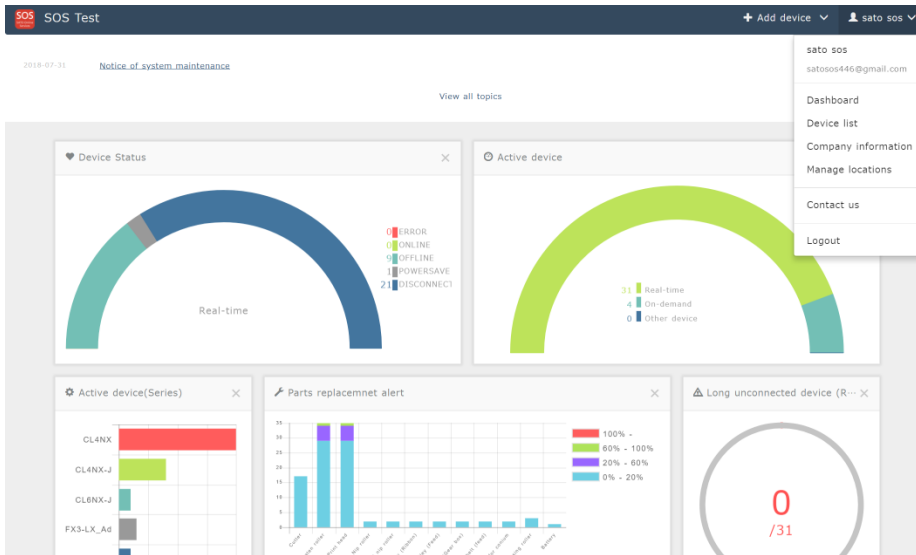 SOS
SOS Test
Add device
sato sos
2018-07-31
Notice of system maintenance
View all topics
sato sos
satosos446@gmail.com
Dashboard
Device list
Company information
Manage locations
Contact us
Logout
Device Status
0 ERROR
0 ONLINE
9 OFFLINE
1 POWERSAVE
21 DISCONNECT
Real-time
Active device
31 Real-time
4 On-demand
0 Other device
Active device(Series)
CL4NX
CL4NX-J
CL6NX-J
FX3-LX_Ad
Parts replacemnet alert
35
100% -
60% - 100%
20% - 60%
0% - 20%
Cutter
Battery
Long unconnected device (R...
0
/31